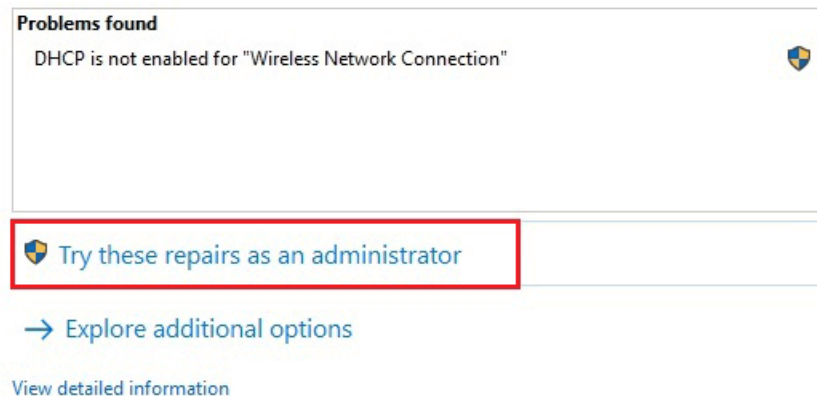 Problems found
DHCP is not enabled for "Wireless Network Connection"
Try these repairs as an administrator
Explore additional options
View detailed information